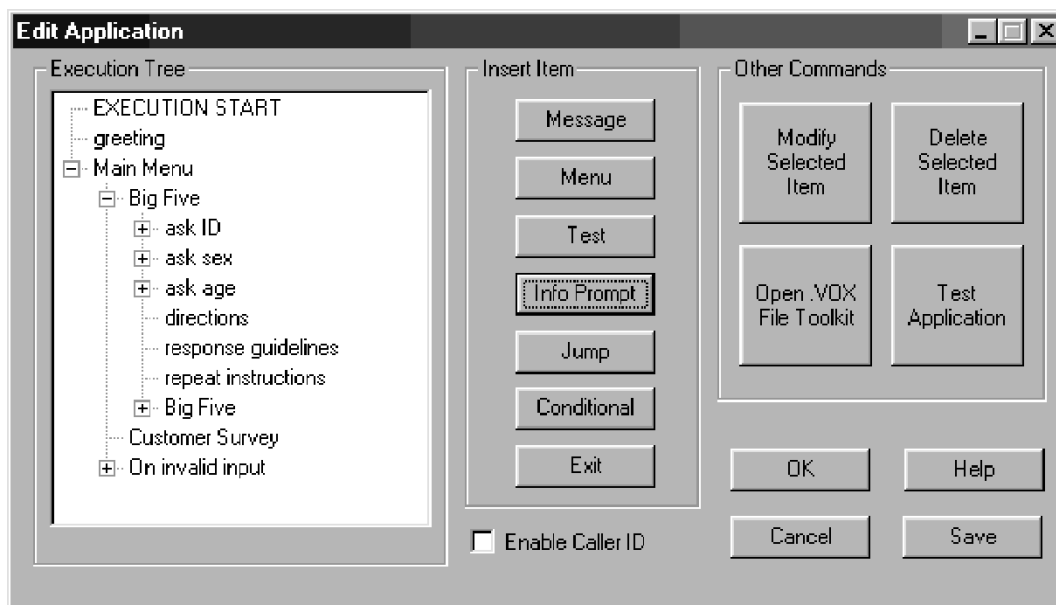 Edit Application
Execution Tree
EXECUTION START
greeting
Main Menu
Big Five
ask ID
ask sex
ask age
directions
response guidelines
repeat instructions
Big Five
Customer Survey
On invalid input
Insert Item
Message
Menu
Test
Info Prompt
Jump
Conditional
Exit
Enable Caller ID
Other Commands
Modify
Selected
Item
Delete
Selected
Item
Open .VOX
File Toolkit
Test
Application
OK
Help
Cancel
Save